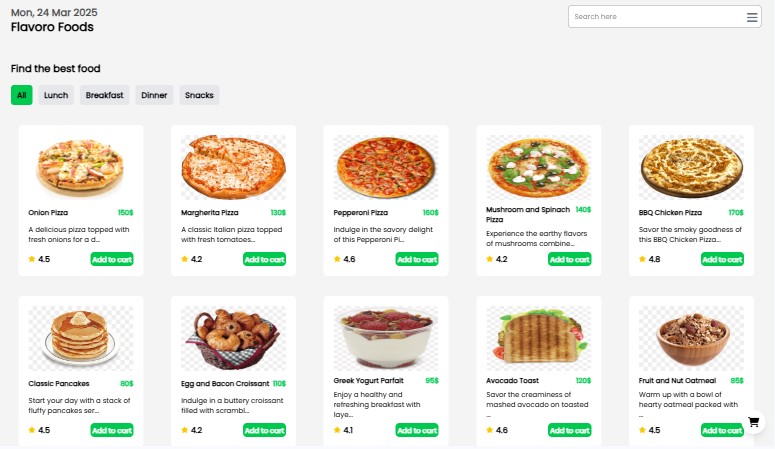 Mon, 24 Mar 2025
Flavoro Foods
Search here
Find the best food
All
Lunch
Breakfast
Dinner
Snacks
Onion Pizza
150$
A delicious pizza topped with
fresh onions for a d...
4.5
Add to cart
Margherita Pizza
130$
A classic Italian pizza topped
with fresh tomatoes...
4.2
Add to cart
Pepperoni Pizza
160$
Indulge in the savory delight
of this Pepperoni Pi...
4.6
Add to cart
Mushroom and Spinach
Pizza
140$
Experience the earthy flavors
of mushrooms combine...
4.2
Add to cart
BBQ Chicken Pizza
170$
Savor the smoky goodness of
this BBQ Chicken Pizza...
4.8
Add to cart
Classic Pancakes
80$
Start your day with a stack of
fluffy pancakes ser...
4.5
Add to cart
Egg and Bacon Croissant
110$
Indulge in a buttery croissant
filled with scrambl...
4.2
Add to cart
Greek Yogurt Parfait
95$
Enjoy a healthy and
refreshing breakfast with
laye...
4.1
Add to cart
Avocado Toast
120$
Savor the creaminess of
mashed avocado on toasted
...
4.6
Add to cart
Fruit and Nut Oatmeal
85$
Warm up with a bowl of
hearty oatmeal packed with
...
4.5
Add to cart